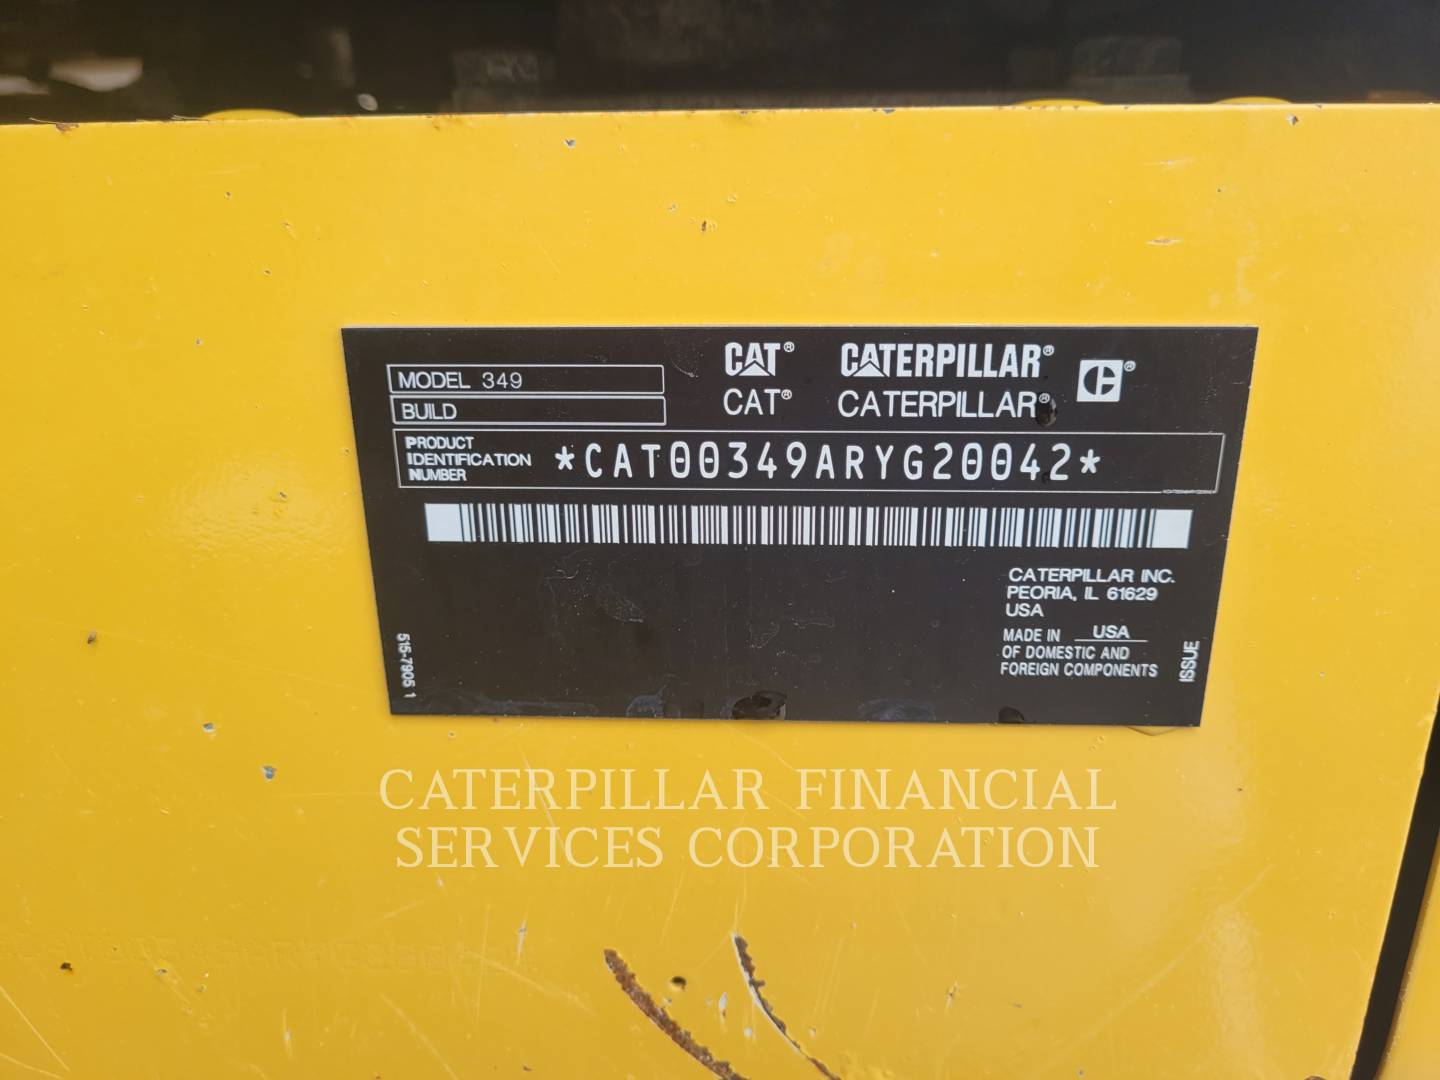 CAT® CATERPILLAR® C®
MODEL 349
CAT® CATERPILLAR®
BUILD
PRODUCT
IDENTIFICATION
NUMBER
*CAT00349ARYG20042*
CATERPILLAR INC.
PEORIA, IL 61629
USA
MADE IN USA
OF DOMESTIC AND
FOREIGN COMPONENTS
ISSUE
515-7905 1
CATERPILLAR FINANCIAL
SERVICES CORPORATION